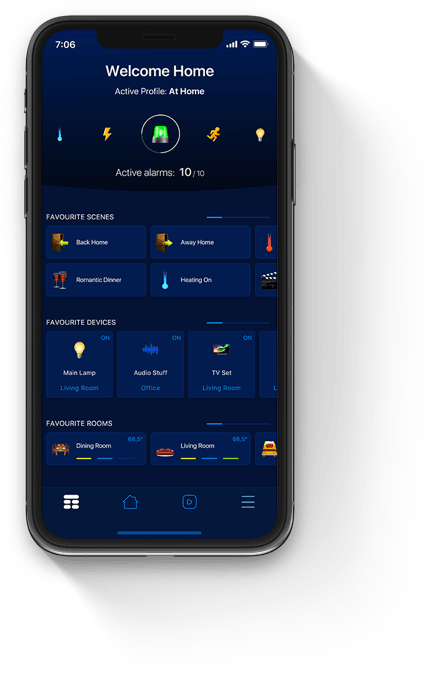 7:06
Welcome Home
Active Profile: At Home
Active alarms: 10 / 10
FAVOURITE SCENES
Back Home
Away Home
Romantic Dinner
Heating On
FAVOURITE DEVICES
ON
ON
ON
Main Lamp
Audio Stuff
TV Set
Living Room
Office
Living Room
L
FAVOURITE ROOMS
Dining Room
68,5°
Living Room
68,5°